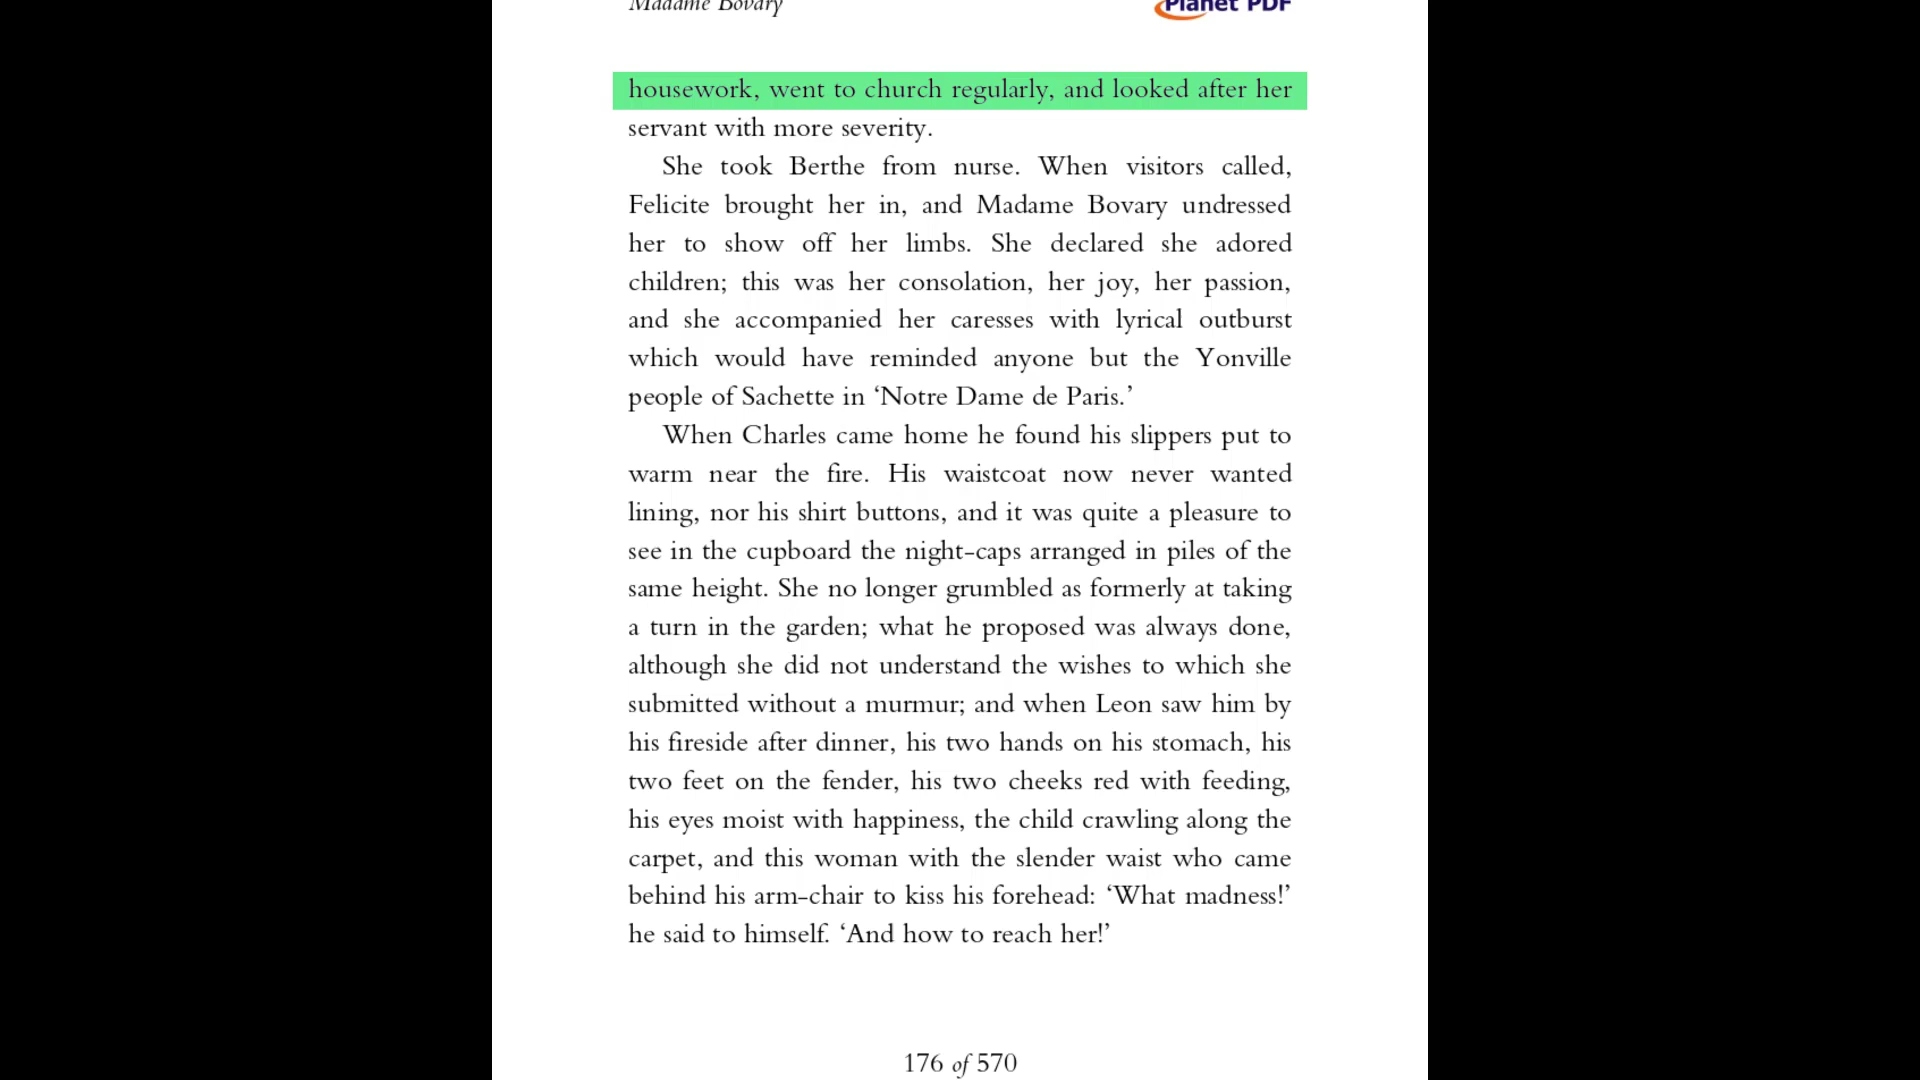 Madame Bovary
Planet PDF
housework, went to church regularly, and looked after her
servant with more severity.
She took Berthe from nurse. When visitors called,
Felicite brought her in, and Madame Bovary undressed
her to show off her limbs. She declared she adored
children; this was her consolation, her joy, her passion,
and she accompanied her caresses with lyrical outburst
which would have reminded anyone but the Yonville
people of Sachette in ‘Notre Dame de Paris.’
When Charles came home he found his slippers put to
warm near the fire. His waistcoat now never wanted
lining, nor his shirt buttons, and it was quite a pleasure to
see in the cupboard the night-caps arranged in piles of the
same height. She no longer grumbled as formerly at taking
a turn in the garden; what he proposed was always done,
although she did not understand the wishes to which she
submitted without a murmur; and when Leon saw him by
his fireside after dinner, his two hands on his stomach, his
two feet on the fender, his two cheeks red with feeding,
his eyes moist with happiness, the child crawling along the
carpet, and this woman with the slender waist who came
behind his arm-chair to kiss his forehead: ‘What madness!’
he said to himself. ‘And how to reach her!’
176 of 570